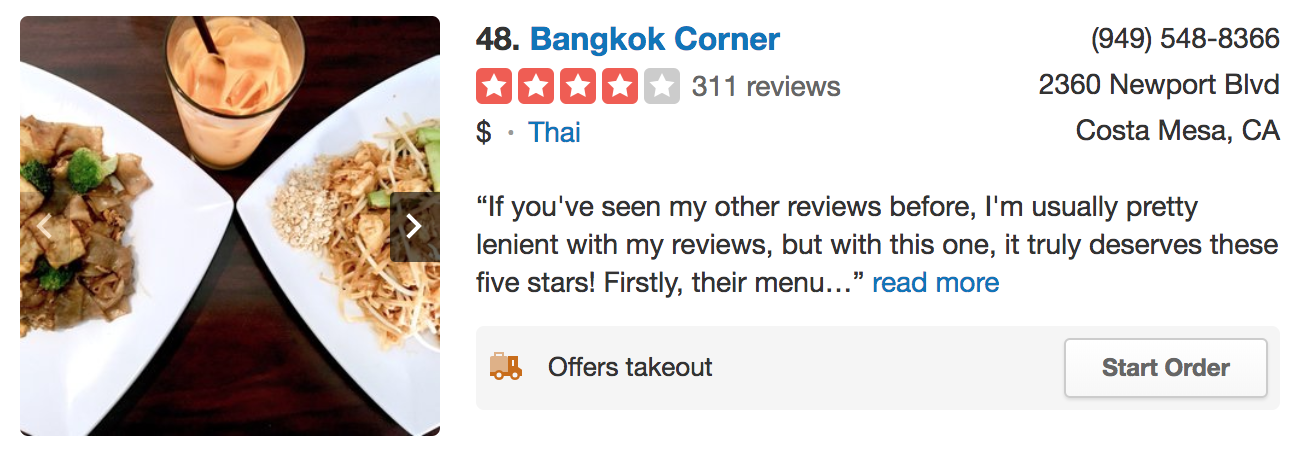 48. Bangkok Corner
311 reviews
$ · Thai
(949) 548-8366
2360 Newport Blvd
Costa Mesa, CA
“If you've seen my other reviews before, I'm usually pretty
lenient with my reviews, but with this one, it truly deserves these
five stars! Firstly, their menu…” read more
Offers takeout
Start Order